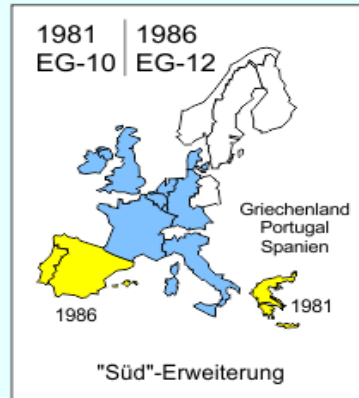 1981 | 1986
EG-10 | EG-12
Griechenland
Portugal
Spanien
1986
1981
"Süd"-Erweiterung